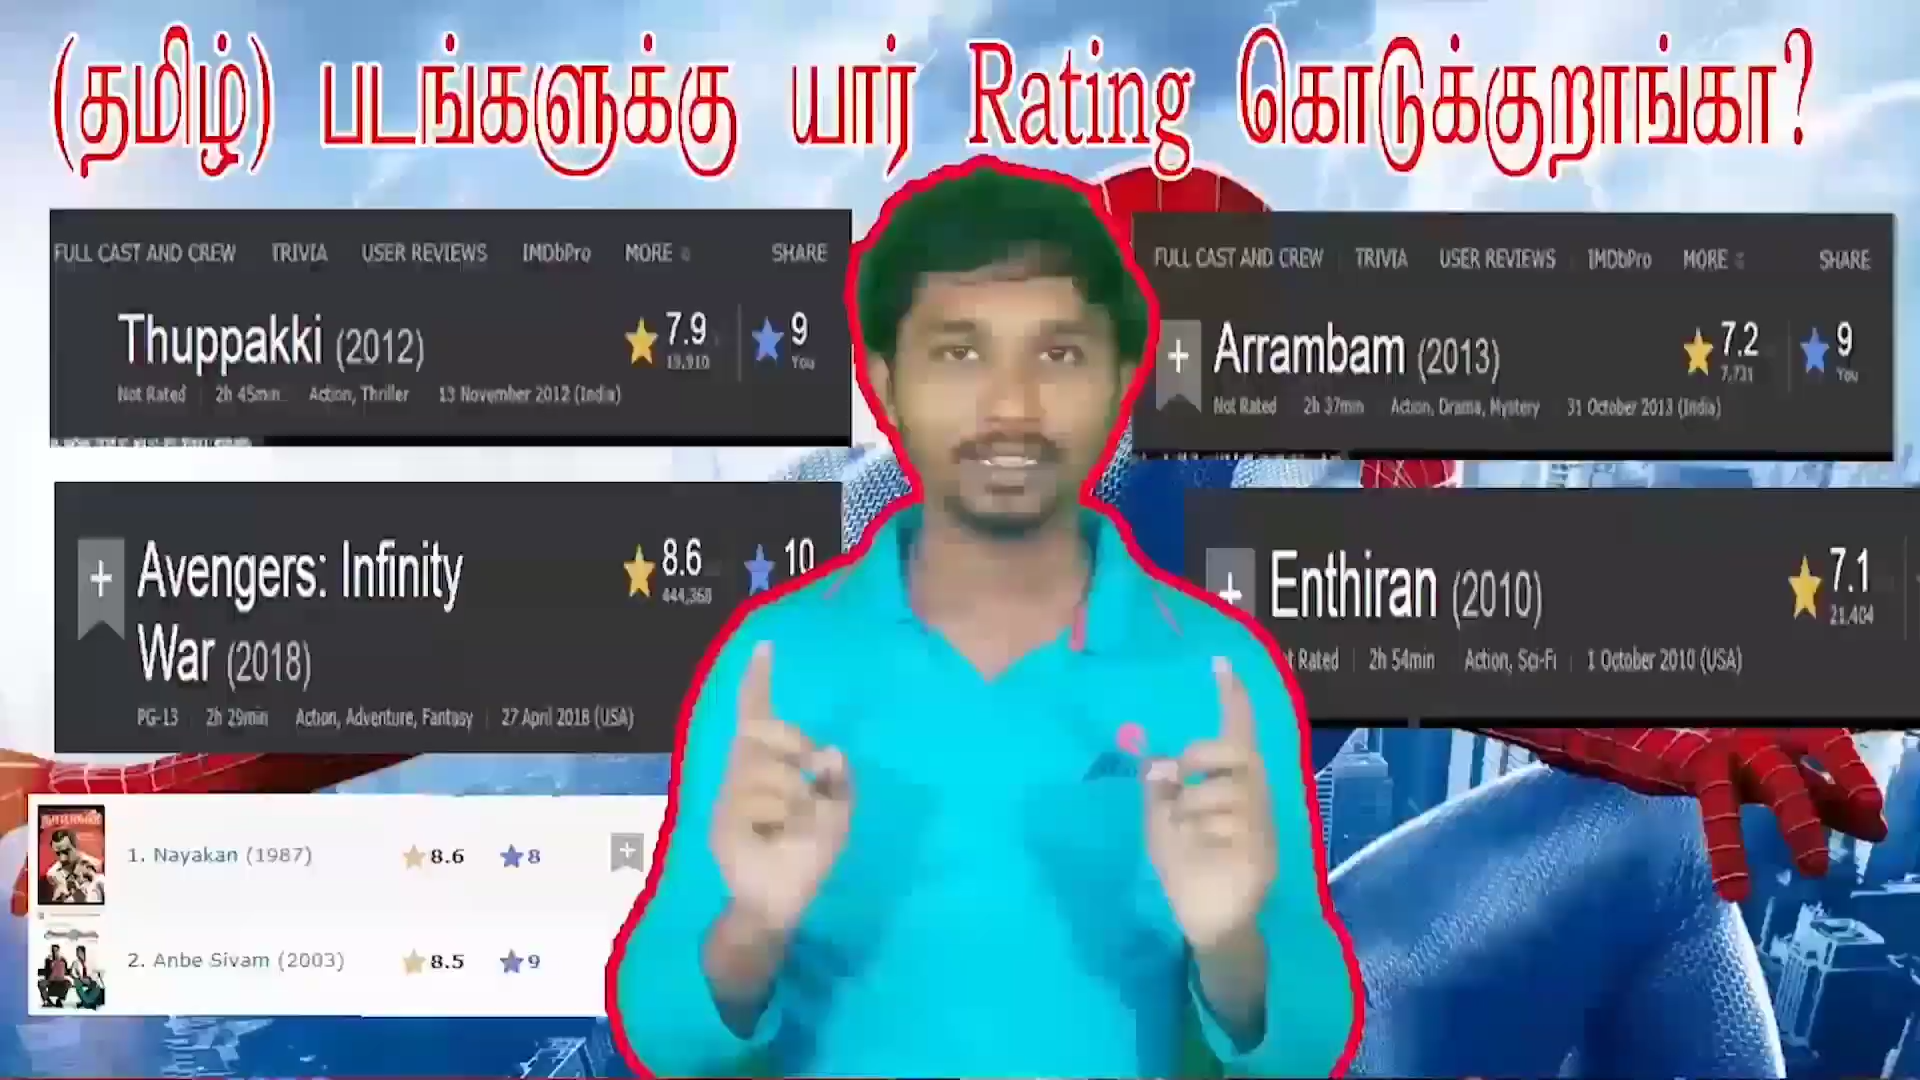 (தமிழ்) படங்களுக்கு யார் Rating கொடுக்குறாங்கா?
FULL CAST AND CREW TRIVIA USER REVIEWS IMDbPro MORE SHARE
Thuppakki (2012) 7.9 9
13,910 You
Not Rated 2h 45min Action, Thriller 13 November 2012 (India)
FULL CAST AND CREW TRIVIA USER REVIEWS IMDbPro MORE SHARE
+ Arrambam (2013) 7.2 9
7,731 You
Not Rated 2h 37min Action, Drama, Mystery 31 October 2013 (India)
+ Avengers: Infinity 8.6 10
444,368
War (2018)
PG-13 2h 29min Action, Adventure, Fantasy 27 April 2018 (USA)
+ Enthiran (2010) 7.1
21,404
t Rated 2h 54min Action, Sci-Fi 1 October 2010 (USA)
நாயகன்
1. Nayakan (1987) 8.6 8 +
2. Anbe Sivam (2003) 8.5 9